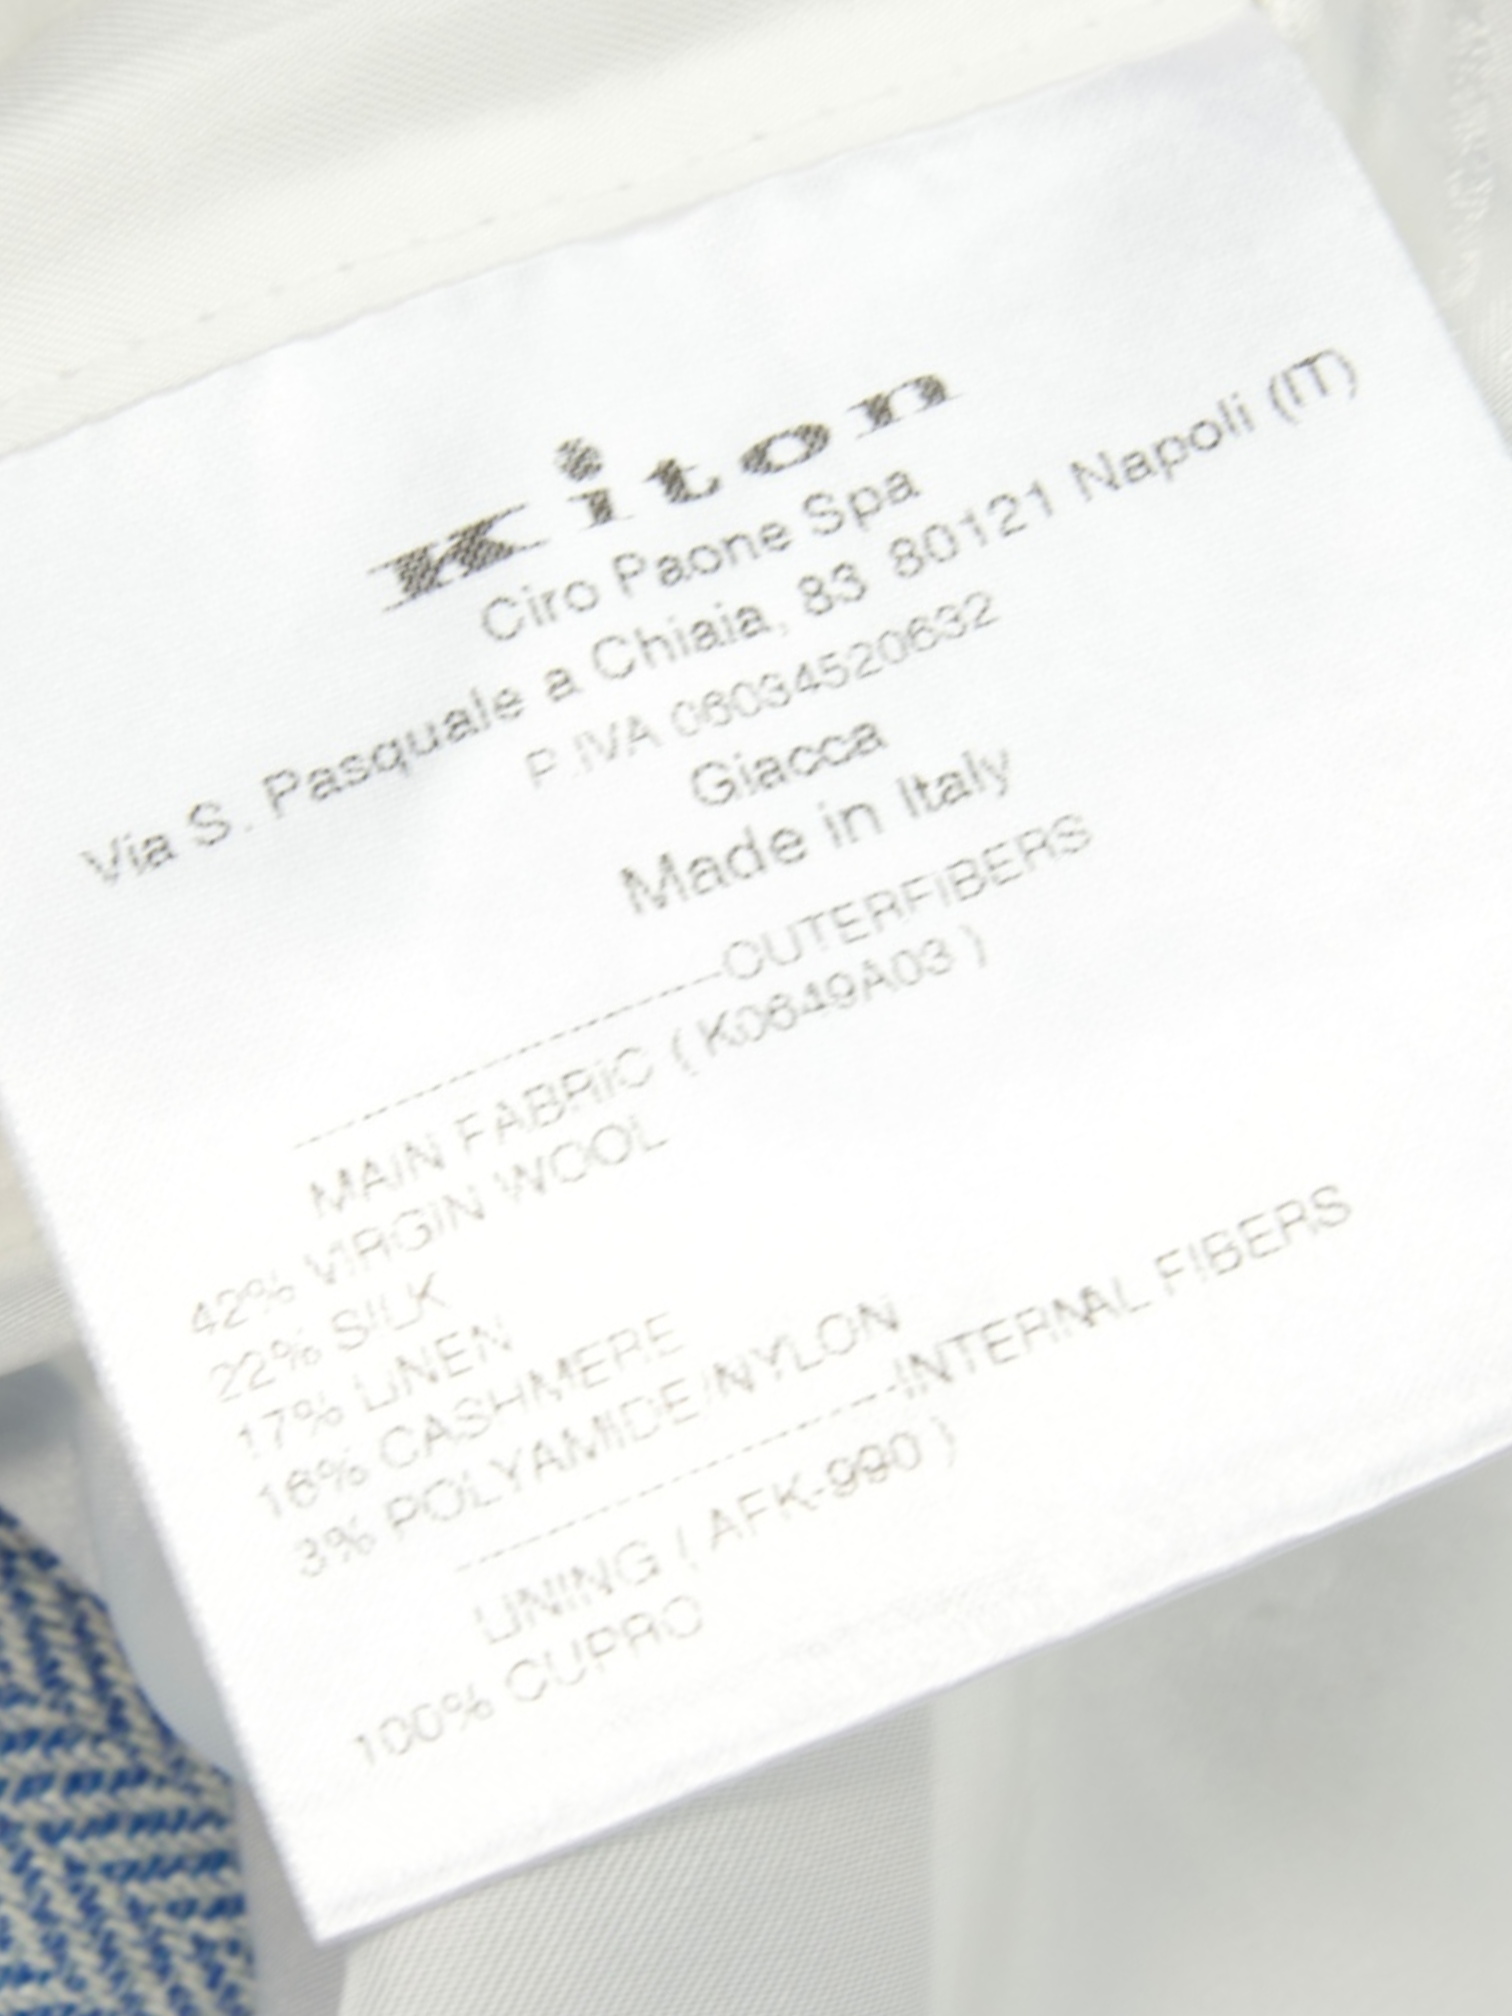 Kiton
Ciro Paone Spa
Via S. Pasquale a Chiaia, 83 80121 Napoli (IT)
P.IVA 06034520632
Giacca
Made in Italy
--------------------OUTERFIBERS
MAIN FABRIC ( K0649A03 )
42% VIRGIN WOOL
22% SILK
17% LINEN
16% CASHMERE
3% POLYAMIDE/NYLON
--------------------INTERNAL FIBERS
LINING ( AFK-990 )
100% CUPRO